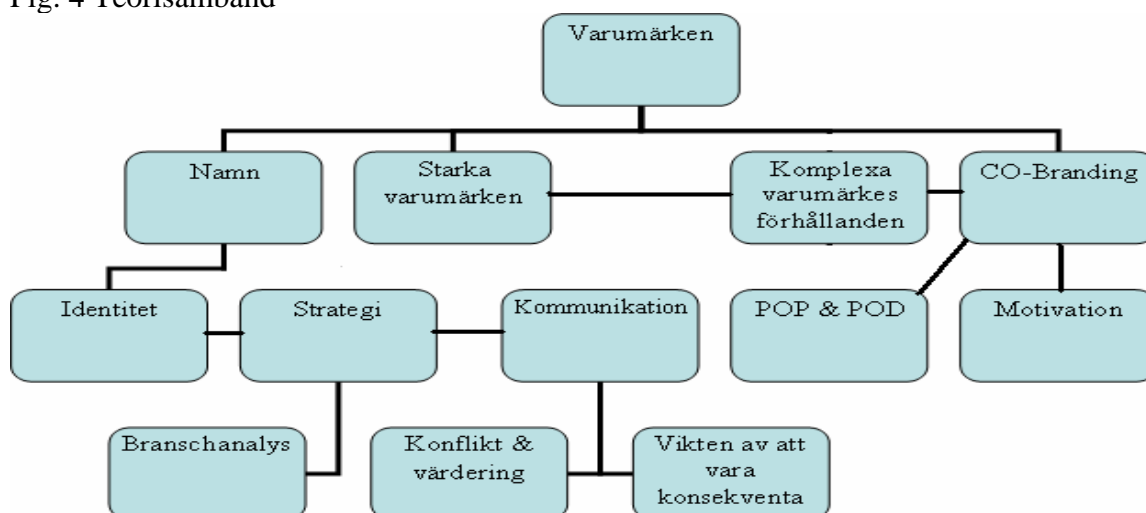 Fig. 4 Teorisamband
Varumärken
Namn
Starka
varumärken
Komplexa
varumärkes
förhållanden
CO-Branding
Identitet
Strategi
Kommunikation
POP & POD
Motivation
Branschanalys
Konflikt &
värdering
Vikten av att
vara
konsekventa